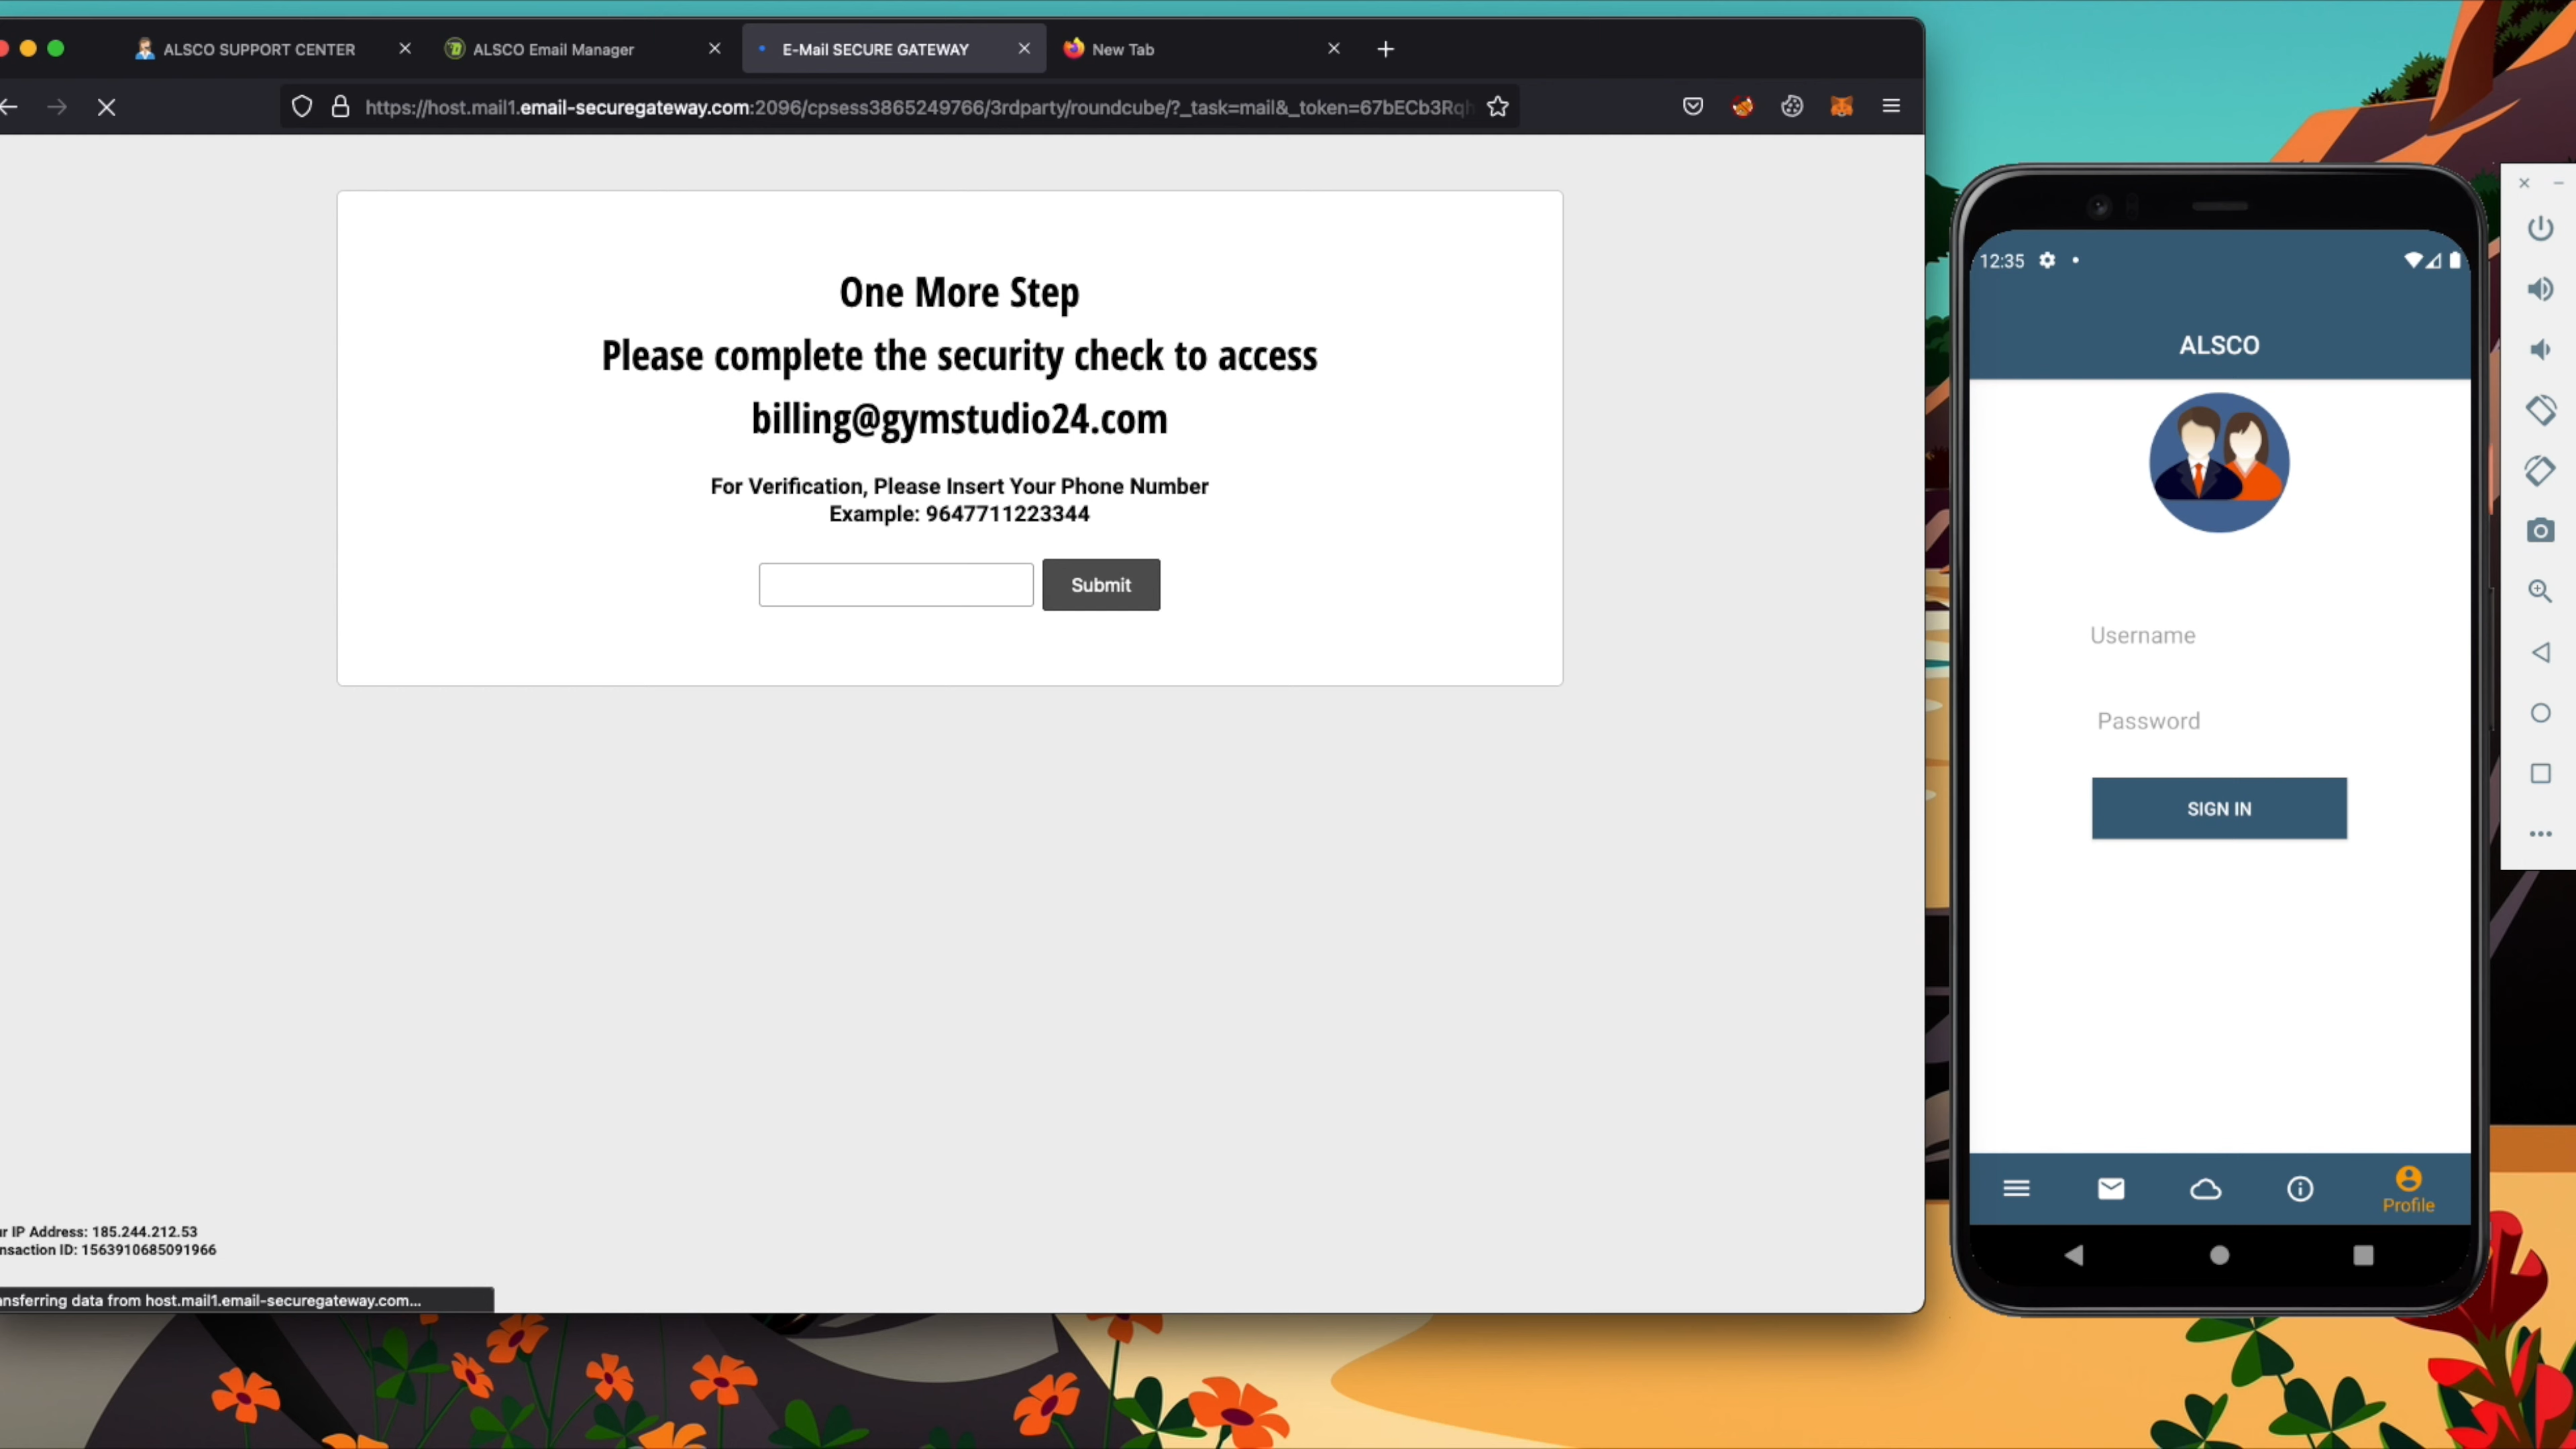 ALSCO SUPPORT CENTER
ALSCO Email Manager
E-Mail SECURE GATEWAY
New Tab
https://host.mail1.email-securegateway.com:2096/cpsess3865249766/3rdparty/roundcube/?_task=mail&_token=67bECb3Rqh
One More Step
Please complete the security check to access
billing@gymstudio24.com
For Verification, Please Insert Your Phone Number
Example: 9647711223344
Submit
ur IP Address: 185.244.212.53
nsaction ID: 1563910685091966
ansferring data from host.mail1.email-securegateway.com...
12:35
ALSCO
Username
Password
SIGN IN
Profile